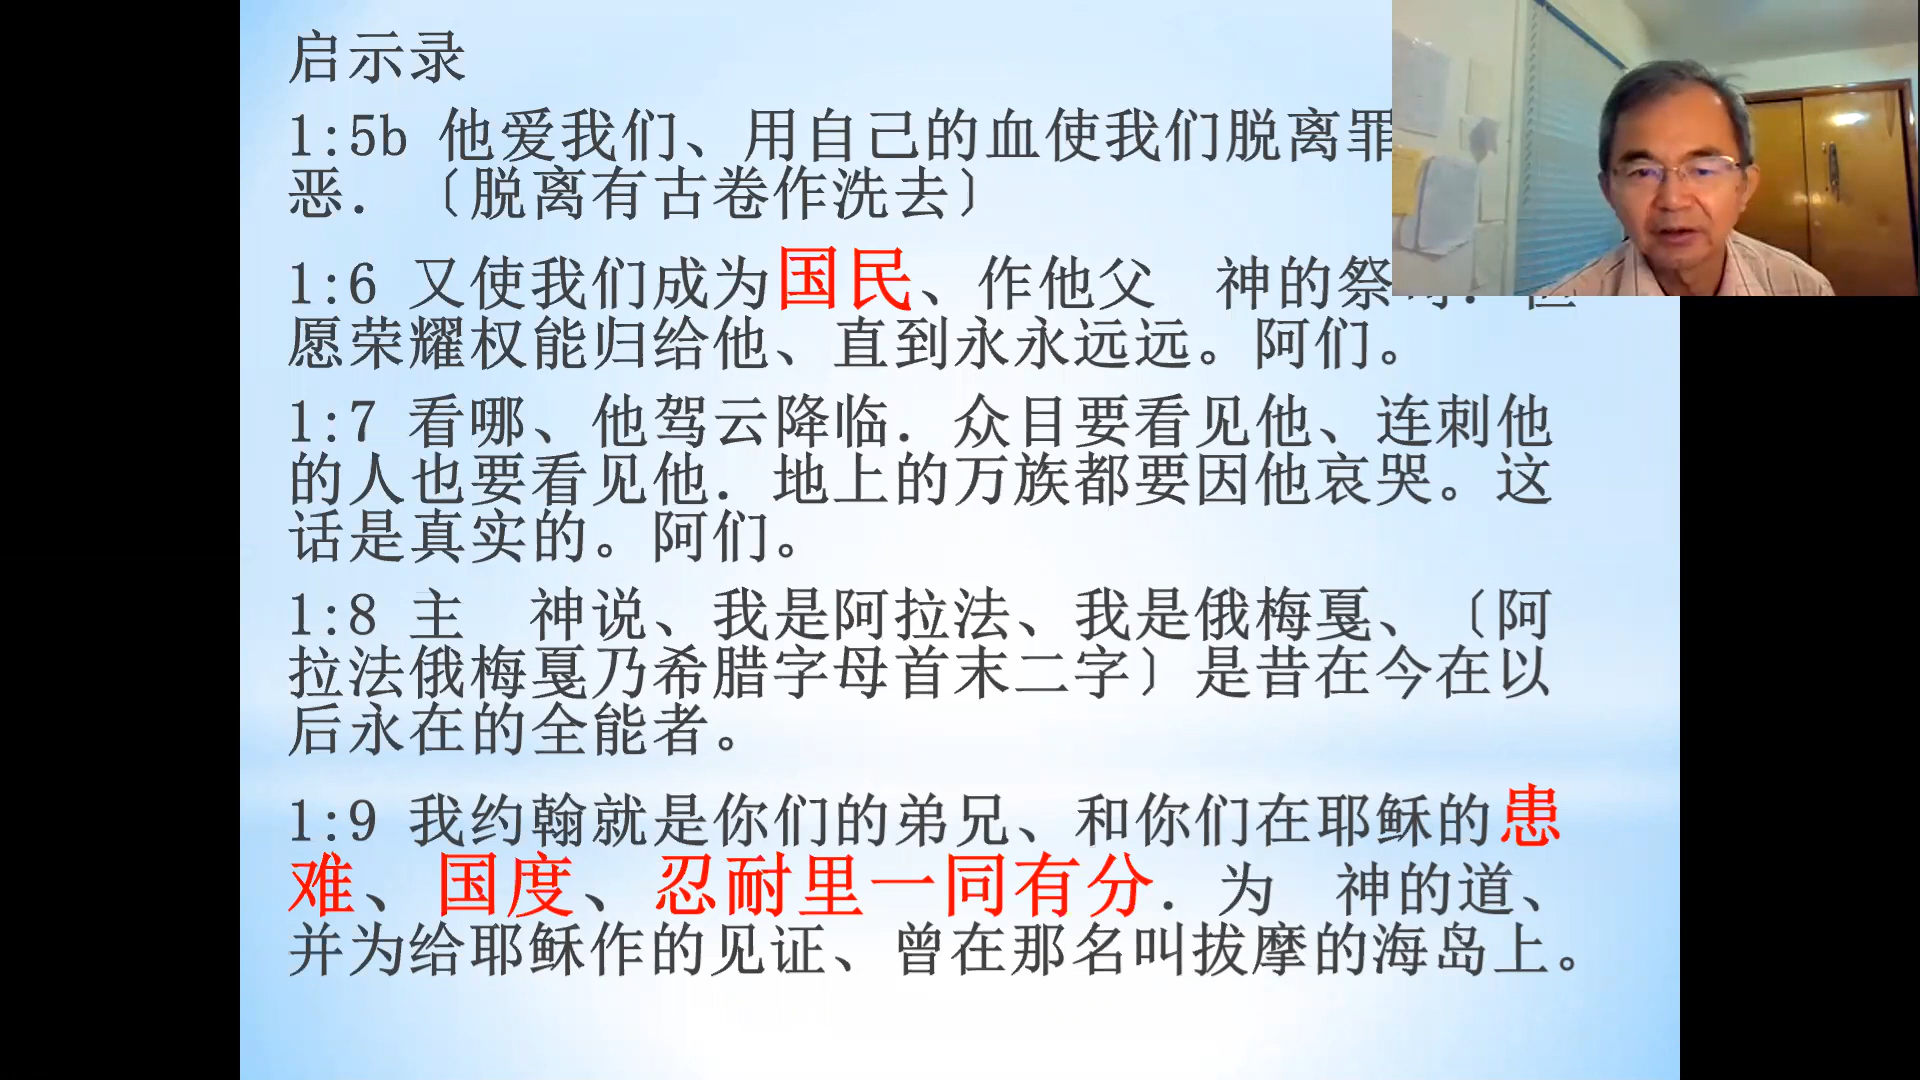 启示录
1:5b 他爱我们、用自己的血使我们脱离罪
恶．〔脱离有古卷作洗去〕
1:6 又使我们成为国民、作他父　神的祭
愿荣耀权能归给他、直到永永远远。阿们。
1:7 看哪、他驾云降临．众目要看见他、连刺他
的人也要看见他．地上的万族都要因他哀哭。这
话是真实的。阿们。
1:8 主　神说、我是阿拉法、我是俄梅戛、〔阿
拉法俄梅戛乃希腊字母首末二字〕是昔在今在以
后永在的全能者。
1:9 我约翰就是你们的弟兄、和你们在耶稣的患
难、国度、忍耐里一同有分．为　神的道、
并为给耶稣作的见证、曾在那名叫拔摩的海岛上。